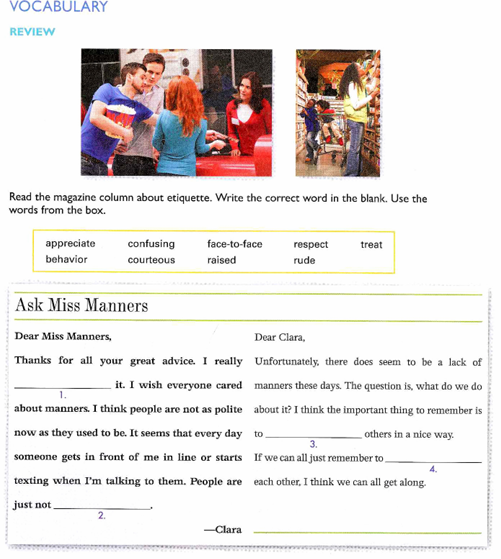 VOCABULARY
REVIEW
Read the magazine column about etiquette. Write the correct word in the blank. Use the
words from the box.
appreciate confusing face-to-face respect treat
behavior courteous raised rude
Ask Miss Manners
Dear Miss Manners,
Thanks for all your great advice. I really
____________ it. I wish everyone cared
1.
about manners. I think people are not as polite
now as they used to be. It seems that every day
someone gets in front of me in line or starts
texting when I'm talking to them. People are
just not ____________.
2.
—Clara
Dear Clara,
Unfortunately, there does seem to be a lack of
manners these days. The question is, what do we do
about it? I think the important thing to remember is
to ____________ others in a nice way.
3.
If we can all just remember to ____________
4.
each other, I think we can all get along.